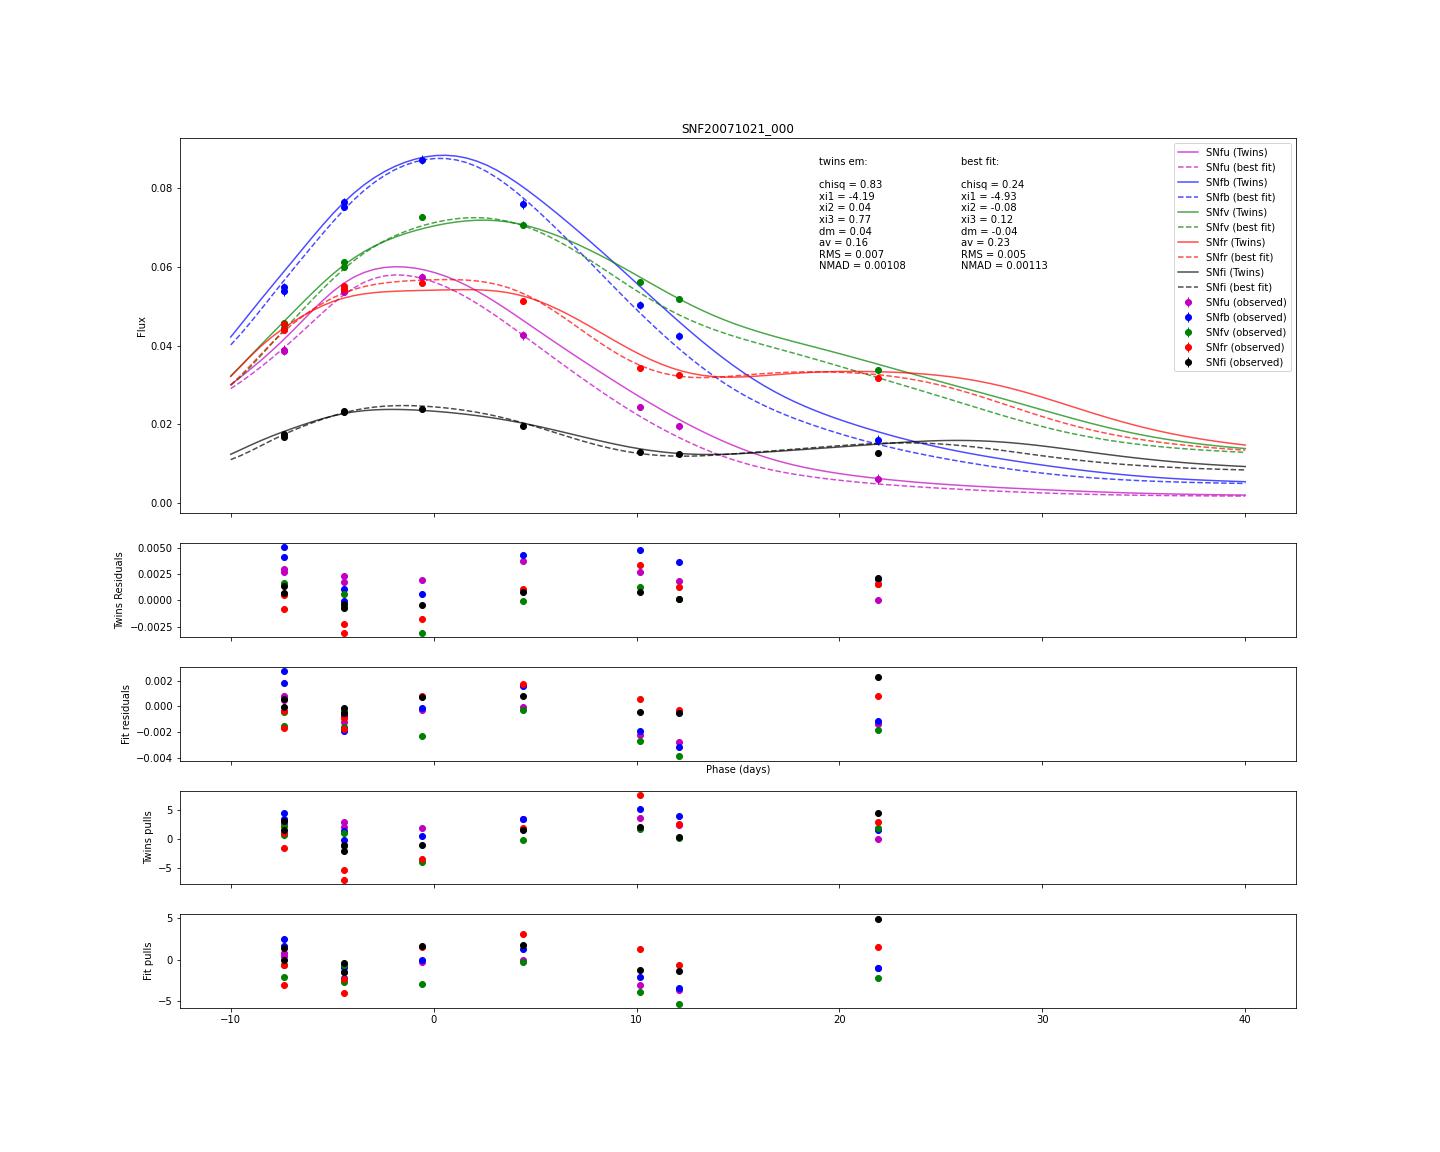 SNF20071021_000
Flux
0.08
0.06
0.04
0.02
0.00
twins em:
chisq = 0.83
xi1 = -4.19
xi2 = 0.04
xi3 = 0.77
dm = 0.04
av = 0.16
RMS = 0.007
NMAD = 0.00108
best fit:
chisq = 0.24
xi1 = -4.93
xi2 = -0.08
xi3 = 0.12
dm = -0.04
av = 0.23
RMS = 0.005
NMAD = 0.00113
SNfu (Twins)
SNfu (best fit)
SNfb (Twins)
SNfb (best fit)
SNfv (Twins)
SNfv (best fit)
SNfr (Twins)
SNfr (best fit)
SNfi (Twins)
SNfi (best fit)
SNfu (observed)
SNfb (observed)
SNfv (observed)
SNfr (observed)
SNfi (observed)
Twins Residuals
0.0050
0.0025
0.0000
−0.0025
Fit residuals
0.002
0.000
−0.002
−0.004
Phase (days)
Twins pulls
5
0
−5
Fit pulls
5
0
−5
−10 0 10 20 30 40